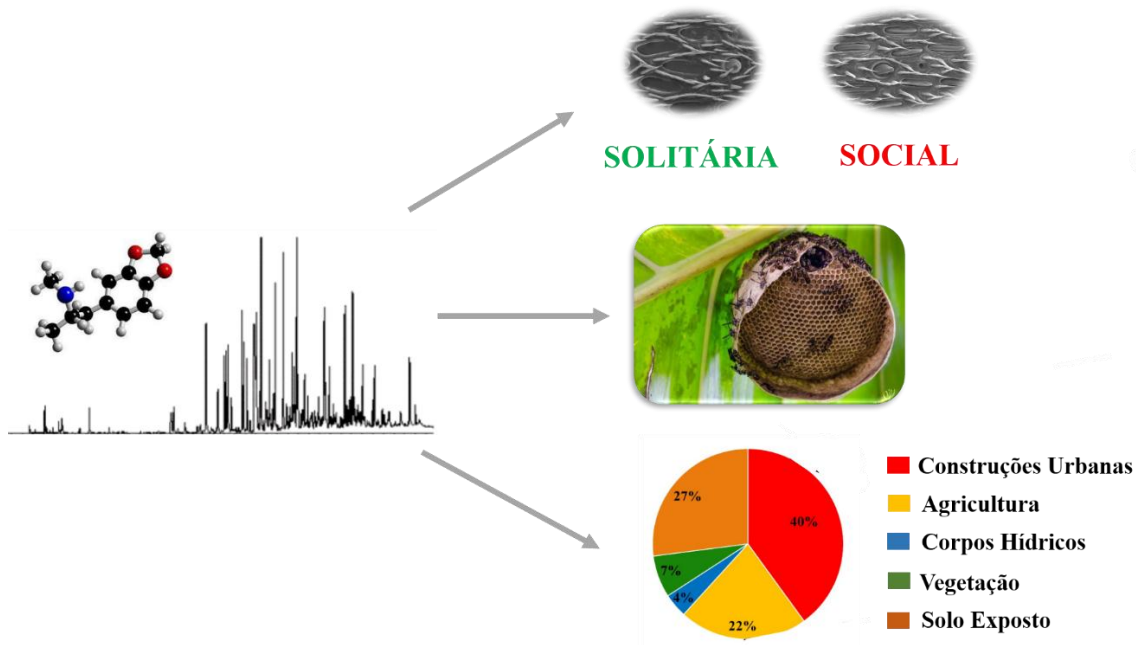 SOLITÁRIA
SOCIAL
27%
40%
7%
4%
22%
Construções Urbanas
Agricultura
Corpos Hídricos
Vegetação
Solo Exposto